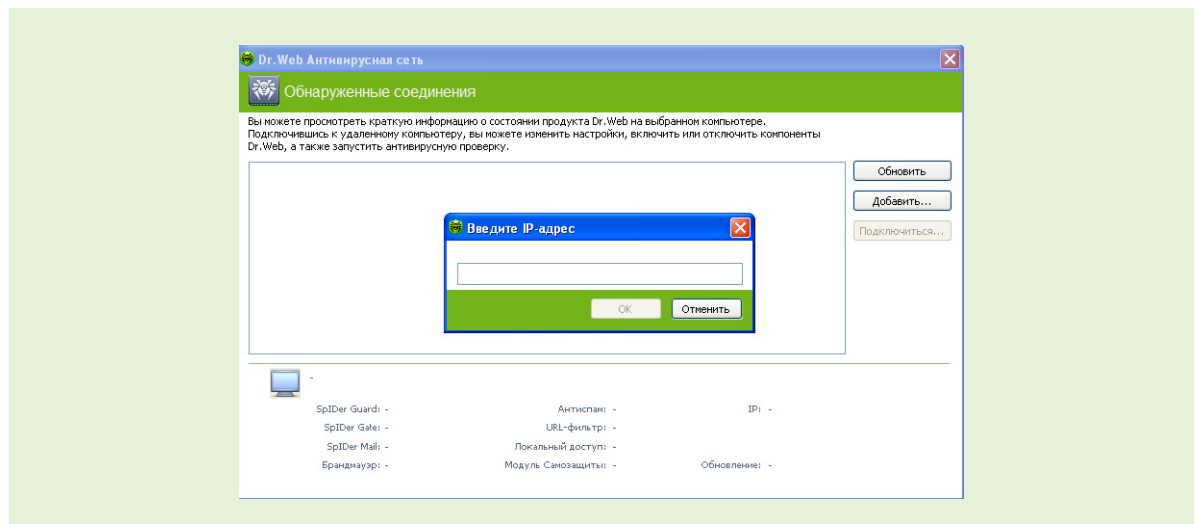 Dr.Web Антивирусная сеть
Обнаруженные соединения
Вы можете просмотреть краткую информацию о состоянии продукта Dr.Web на выбранном компьютере.
Подключившись к удаленному компьютеру, вы можете изменить настройки, включить или отключить компоненты
Dr.Web, а также запустить антивирусную проверку.
Обновить
Добавить...
Подключиться...
Введите IP-адрес
OK
Отменить
-
SpIDer Guard: - Антиспам: - IP: -
SpIDer Gate: - URL-фильтр: -
SpIDer Mail: - Локальный доступ: -
Брандмауэр: - Модуль Самозащиты: - Обновление: -